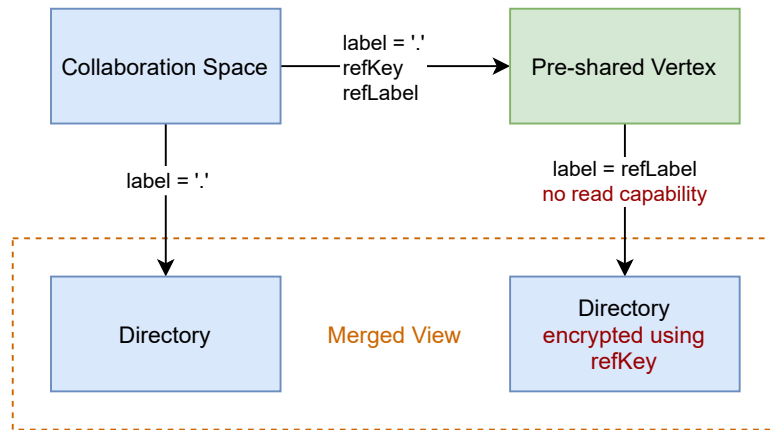 Collaboration Space
label = '.'
refKey
refLabel
Pre-shared Vertex
label = '.'
label = refLabel
no read capability
Directory
Merged View
Directory
encrypted using
refKey